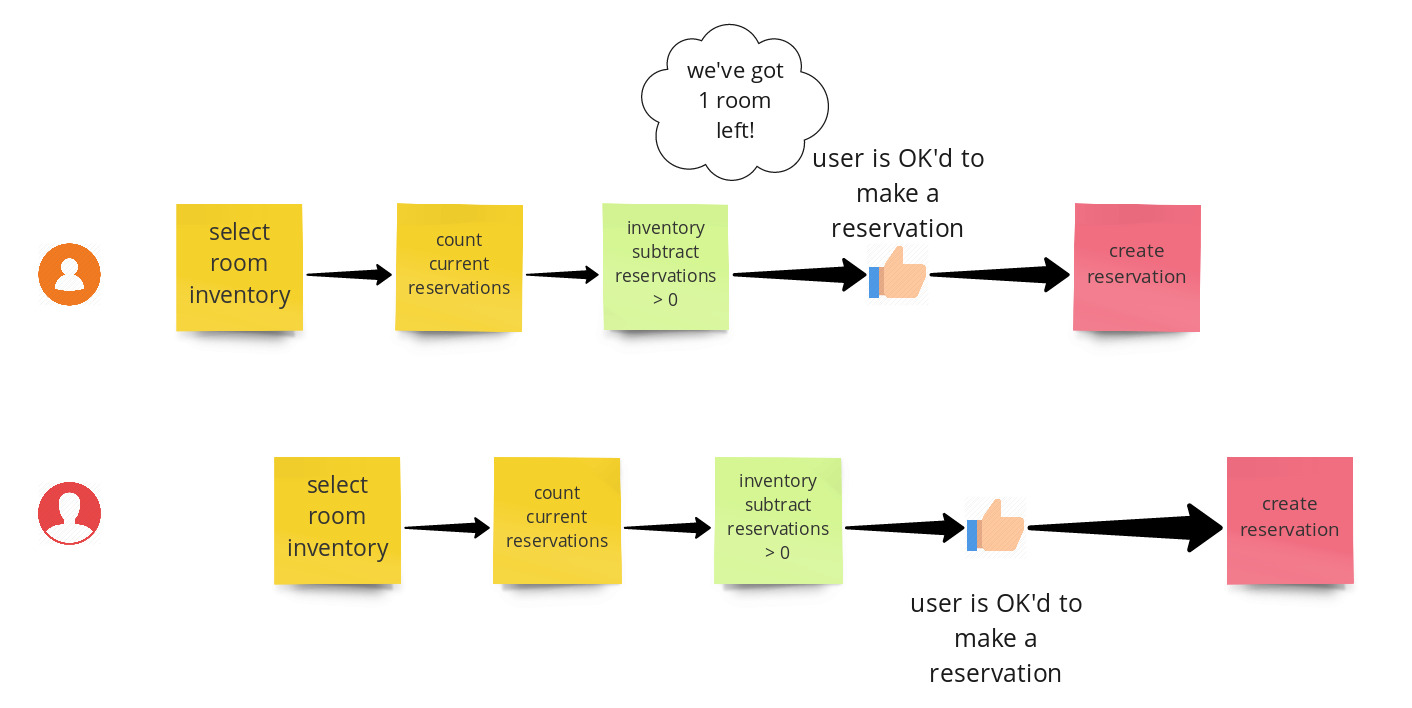 we've got
1 room
left!
user is OK'd to
make a
reservation
select
room
inventory
count
current
reservations
inventory
subtract
reservations
> 0
create
reservation
select
room
inventory
count
current
reservations
inventory
subtract
reservations
> 0
create
reservation
user is OK'd to
make a
reservation